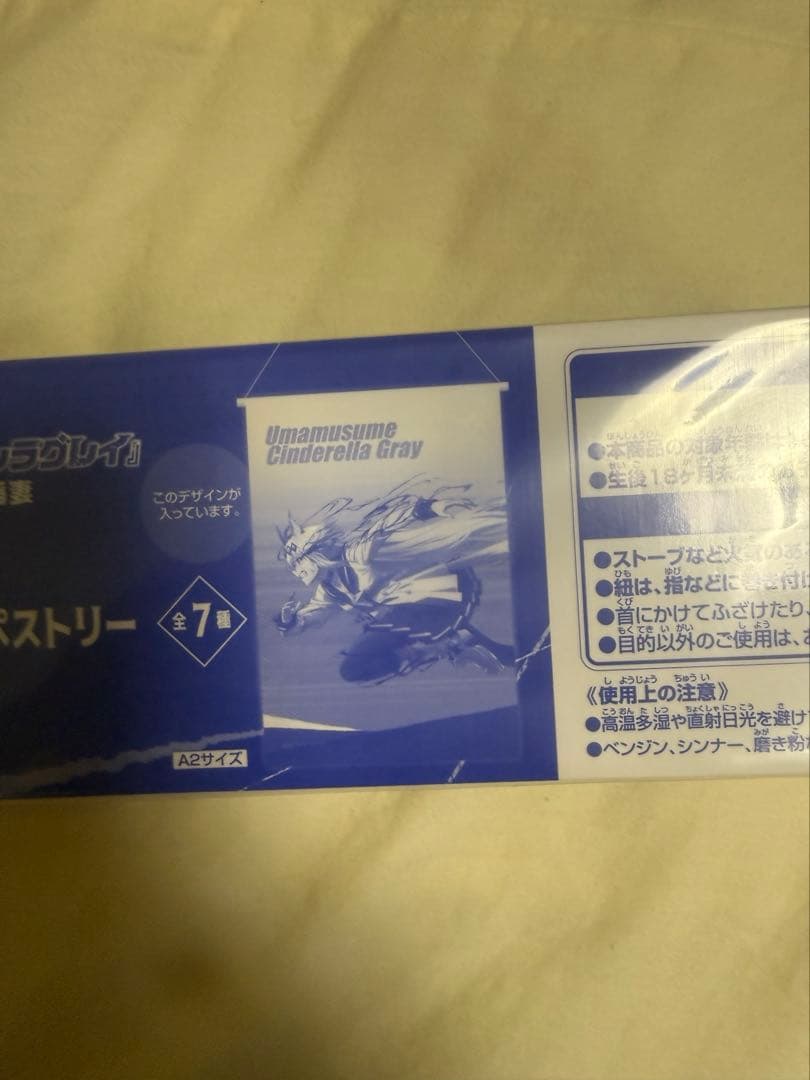 ラグレイ』
妻
ペストリー
このデザインが
入っています。
全7種
A2サイズ
Umamusume
Cinderella Gray
●本商品の対象年齢は
●生後18ヶ月未満の
●ストーブなど火気のあ
●紐は、指などに巻き付け
●首にかけてふざけたり、
●目的以外のご使用は、お
《使用上の注意》
●高温多湿や直射日光を避け
●ベンジン、シンナー、磨き粉